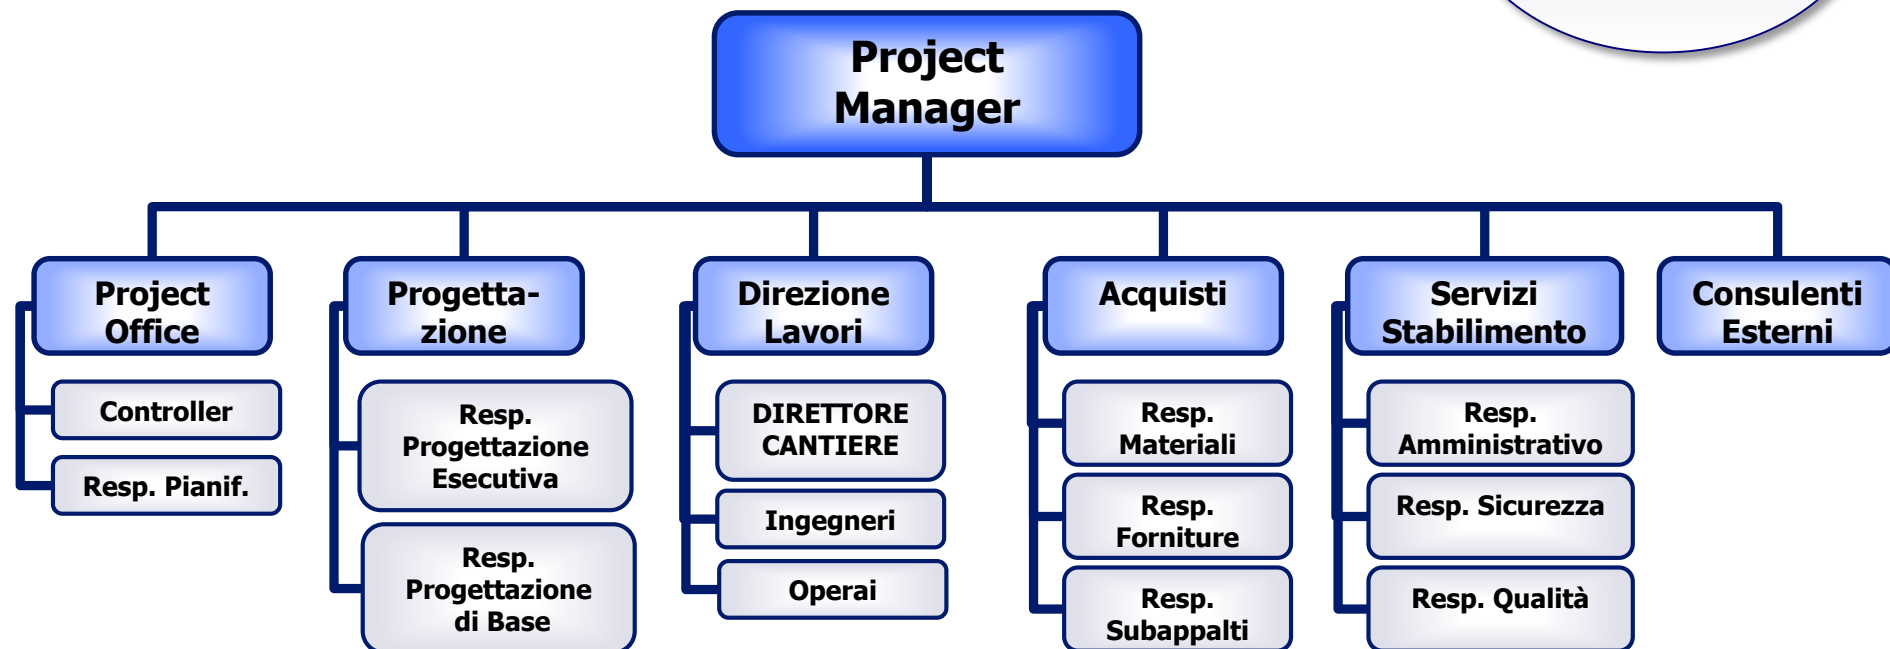 Project
Manager
Project
Office
Controller
Resp. Pianif.
Progetta-
zione
Resp.
Progettazione
Esecutiva
Resp.
Progettazione
di Base
Direzione
Lavori
DIRETTORE
CANTIERE
Ingegneri
Operai
Acquisti
Resp.
Materiali
Resp.
Forniture
Resp.
Subappalti
Servizi
Stabilimento
Resp.
Amministrativo
Resp. Sicurezza
Resp. Qualità
Consulenti
Esterni